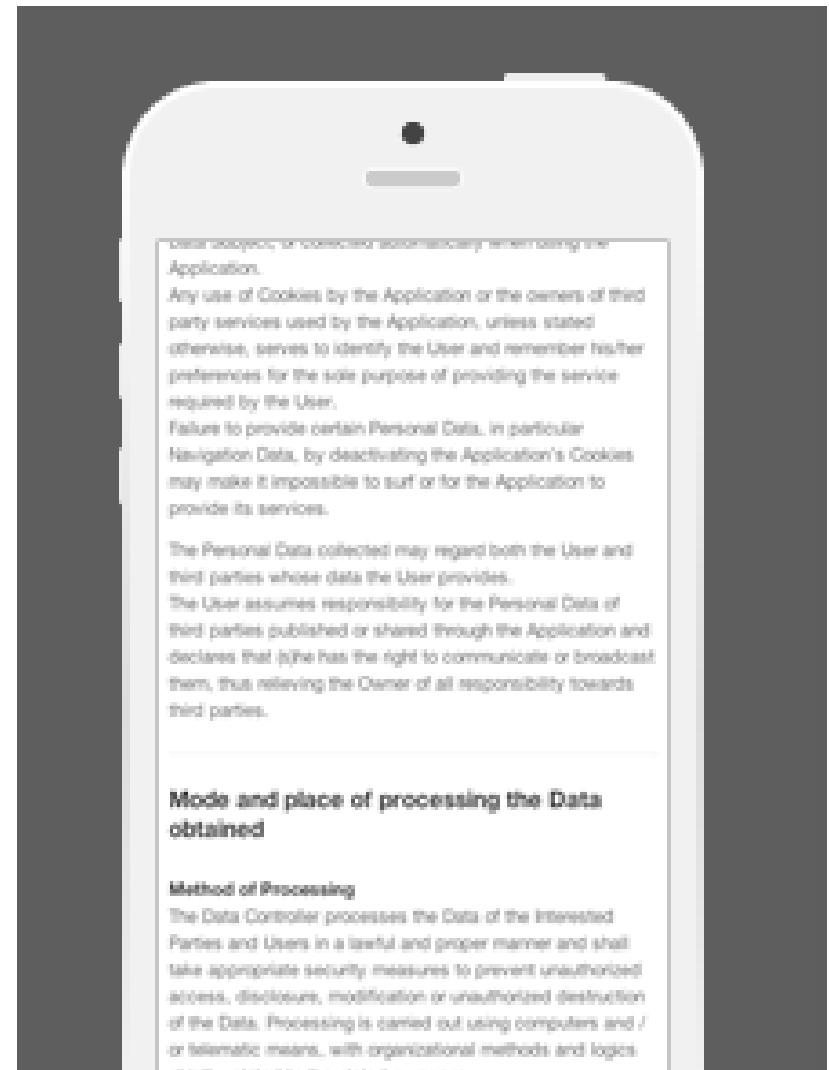 Data Subject, or collected automatically when using the
Application.
Any use of Cookies by the Application or the owners of third
party services used by the Application, unless stated
otherwise, serves to identify the User and remember his/her
preferences for the sole purpose of providing the service
required by the User.
Failure to provide certain Personal Data, in particular
Navigation Data, by deactivating the Application's Cookies
may make it impossible to surf or for the Application to
provide its services.
The Personal Data collected may regard both the User and
third parties whose data the User provides.
The User assumes responsibility for the Personal Data of
third parties published or shared through the Application and
declares that (s)he has the right to communicate or broadcast
them, thus relieving the Owner of all responsibility towards
third parties.
Mode and place of processing the Data
obtained
Method of Processing
The Data Controller processes the Data of the Interested
Parties and Users in a lawful and proper manner and shall
take appropriate security measures to prevent unauthorized
access, disclosure, modification or unauthorized destruction
of the Data. Processing is carried out using computers and /
or telematic means, with organizational methods and logics